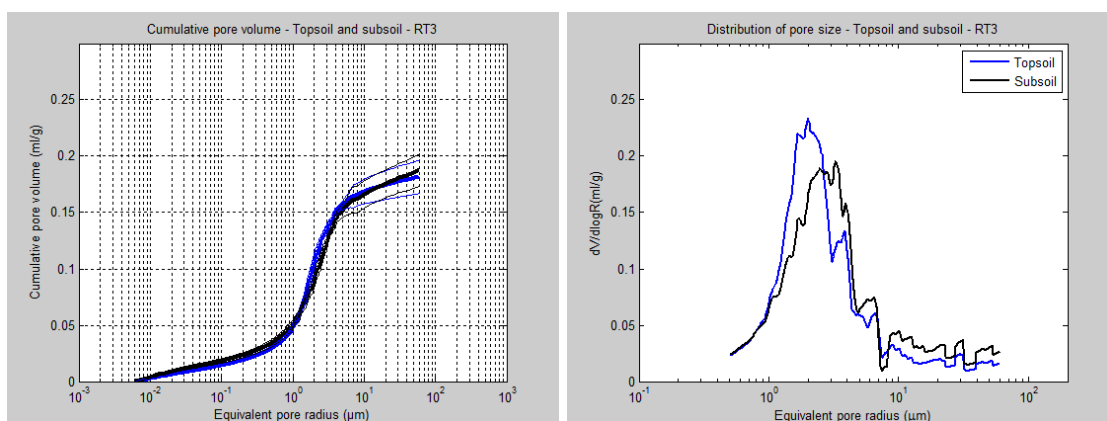 Cumulative pore volume - Topsoil and subsoil - RT3
0.25
0.2
0.15
0.1
0.05
0
Cumulative pore volume (ml/g)
10^-3
10^-2
10^-1
10^0
10^1
10^2
10^3
Equivalent pore radius (µm)
Distribution of pore size - Topsoil and subsoil - RT3
Topsoil
Subsoil
0.25
0.2
0.15
0.1
0.05
0
dV/dlogR(ml/g)
10^-1
10^0
10^1
10^2
Equivalent pore radius (µm)